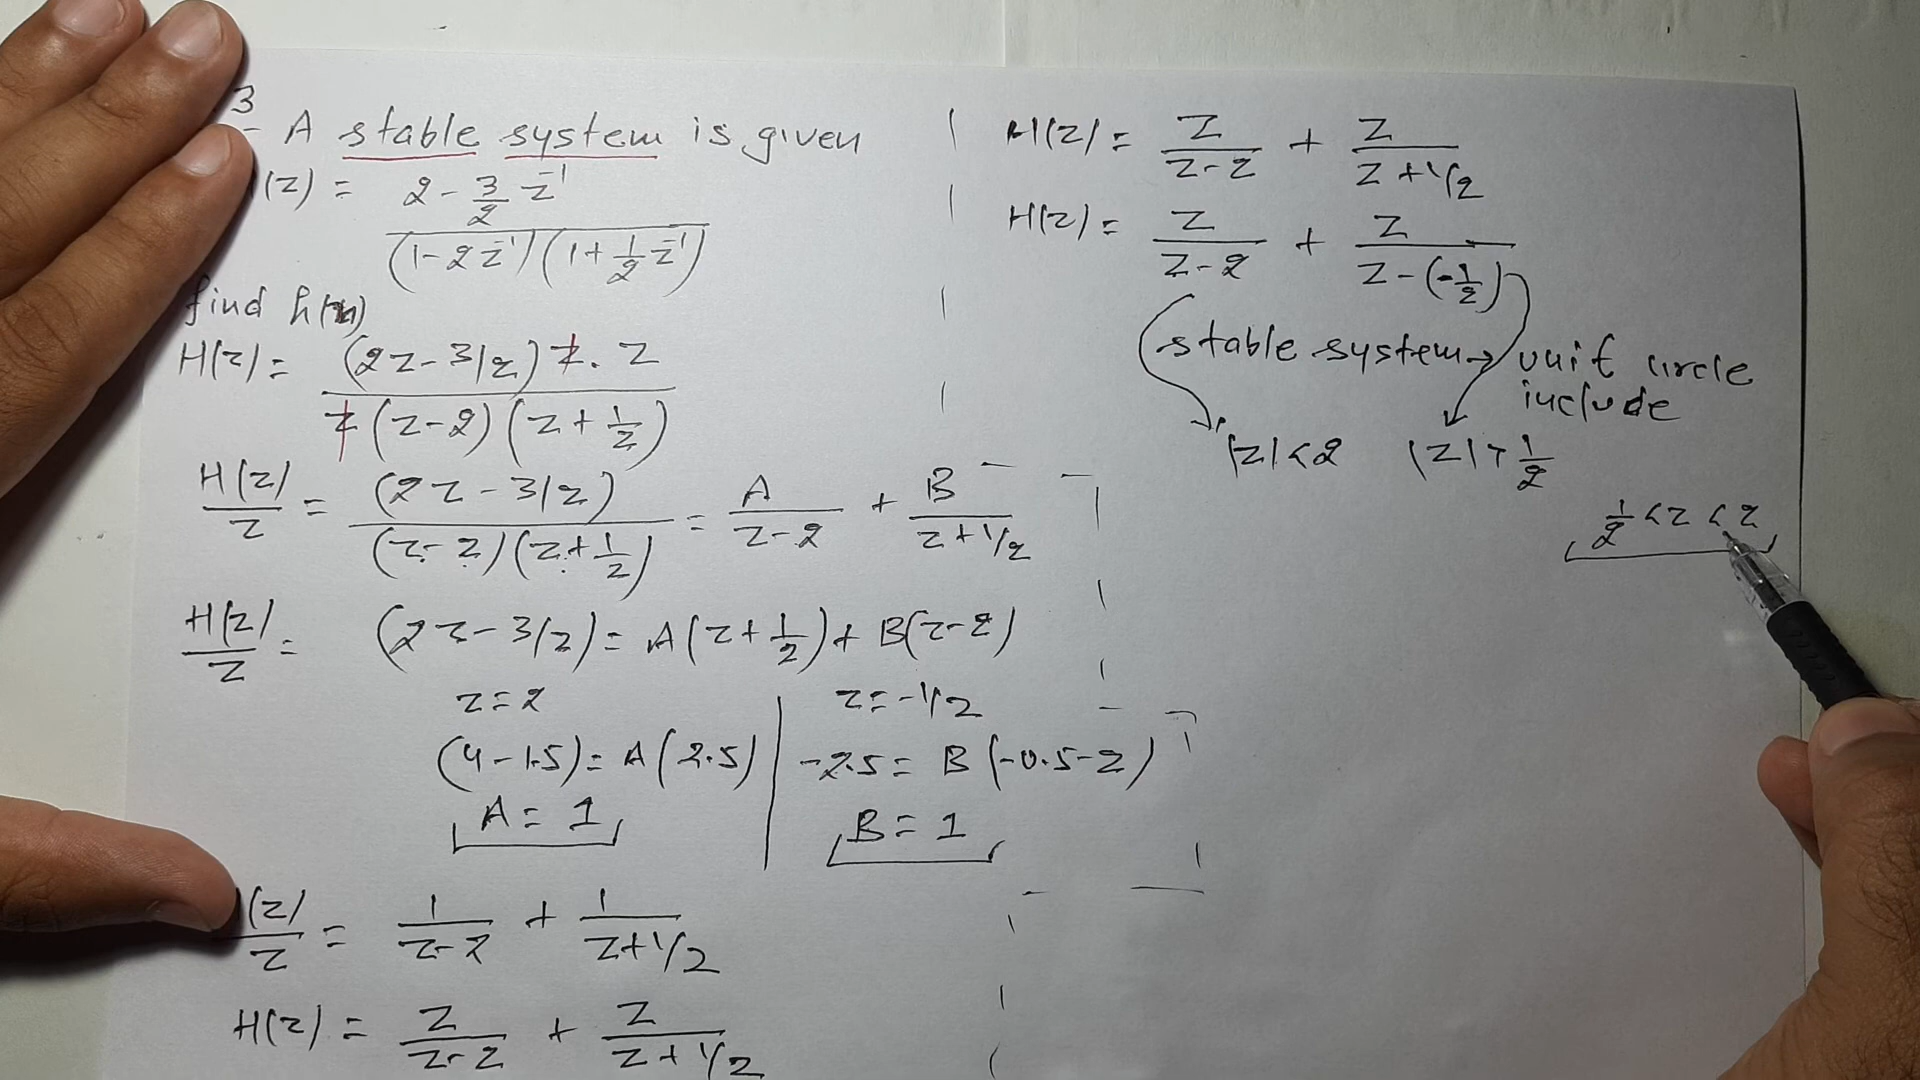 3
- A stable system is given
(z) = 2 - 3/2 z^-1 / (1-2z^-1)(1+1/2 z^-1)
find h(n)
H(z) = (2z-3/2) z. z / z(z-2)(z+1/2)
H(z)/z = (2z-3/2) / (z-2)(z+1/2) = A/z-2 + B/z+1/2
H(z)/z = (2z-3/2) = A(z+1/2)+ B(z-2)
z=2
(4-1.5)= A(2.5)
A= 1
z=-1/2
-2.5= B(-0.5-2)
B= 1
(z)/z = 1/z-2 + 1/z+1/2
H(z) = z/z-2 + z/z+1/2
H(z) = z/z-2 + z/z+1/2
H(z) = z/z-2 + z/z-(-1/2)
stable system→ unit circle
include
|z|<2 |z|>1/2
1/2<z<2